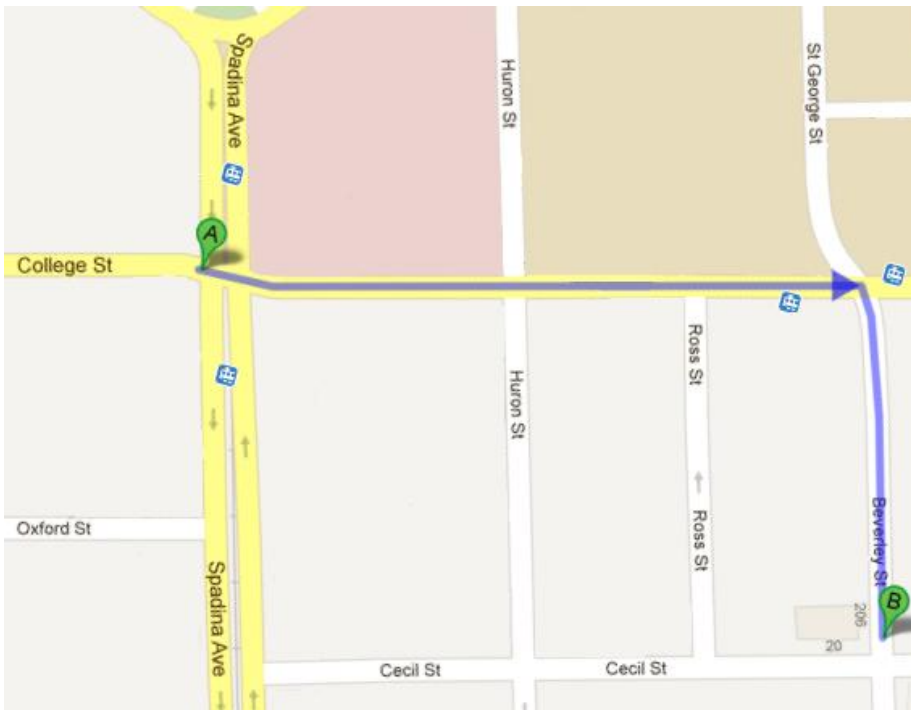 Spadina Ave
Huron St
St George St
A
College St
Ross St
Huron St
Beverley St
Oxford St
Ross St
Spadina Ave
B
206
20
Cecil St
Cecil St